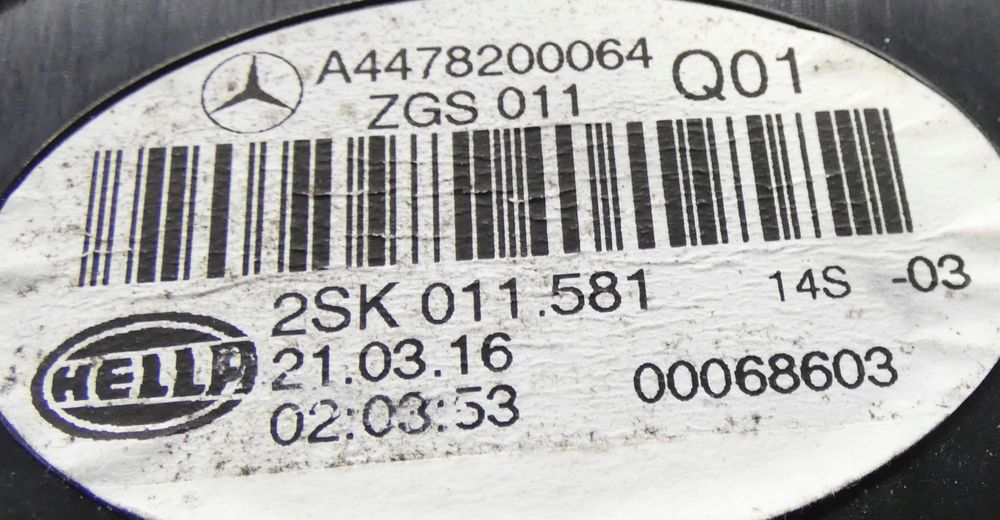 A4478200064 Q01
ZGS 011
2SK 011.581 14S -03
HELLA 21.03.16
02:03:53 00068603